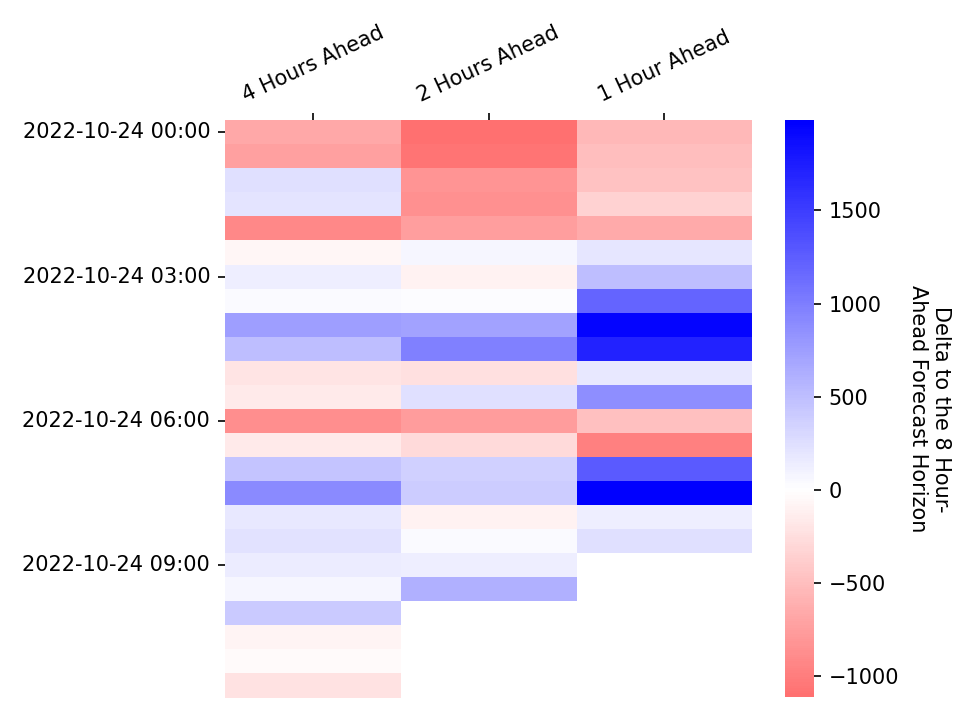 4 Hours Ahead
2 Hours Ahead
1 Hour Ahead
2022-10-24 00:00
2022-10-24 03:00
2022-10-24 06:00
2022-10-24 09:00
1500
1000
500
0
−500
−1000
Delta to the 8 Hour-
Ahead Forecast Horizon